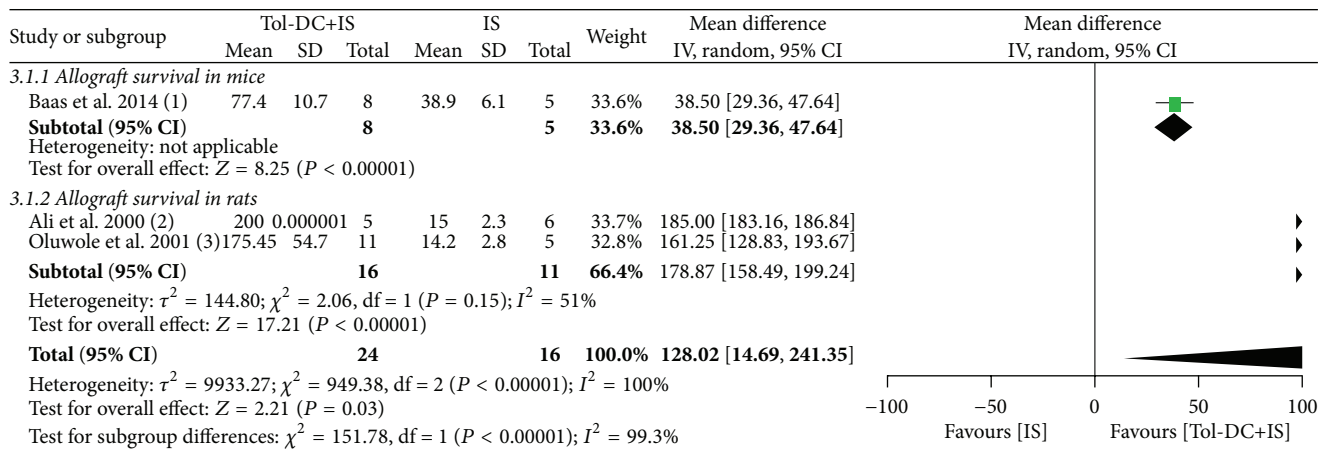 Study or subgroup Tol-DC+IS IS Weight Mean difference Mean difference
Mean SD Total Mean SD Total IV, random, 95% CI IV, random, 95% CI
3.1.1 Allograft survival in mice
Baas et al. 2014 (1) 77.4 10.7 8 38.9 6.1 5 33.6% 38.50 [29.36, 47.64]
Subtotal (95% CI) 8 5 33.6% 38.50 [29.36, 47.64]
Heterogeneity: not applicable
Test for overall effect: Z = 8.25 (P < 0.00001)
3.1.2 Allograft survival in rats
Ali et al. 2000 (2) 200 0.000001 5 15 2.3 6 33.7% 185.00 [183.16, 186.84]
Oluwole et al. 2001 (3) 175.45 54.7 11 14.2 2.8 5 32.8% 161.25 [128.83, 193.67]
Subtotal (95% CI) 16 11 66.4% 178.87 [158.49, 199.24]
Heterogeneity: τ² = 144.80; χ² = 2.06, df = 1 (P = 0.15); I² = 51%
Test for overall effect: Z = 17.21 (P < 0.00001)
Total (95% CI) 24 16 100.0% 128.02 [14.69, 241.35]
Heterogeneity: τ² = 9933.27; χ² = 949.38, df = 2 (P < 0.00001); I² = 100%
Test for overall effect: Z = 2.21 (P = 0.03)
Test for subgroup differences: χ² = 151.78, df = 1 (P < 0.00001); I² = 99.3%
−100 −50 0 50 100
Favours [IS] Favours [Tol-DC+IS]